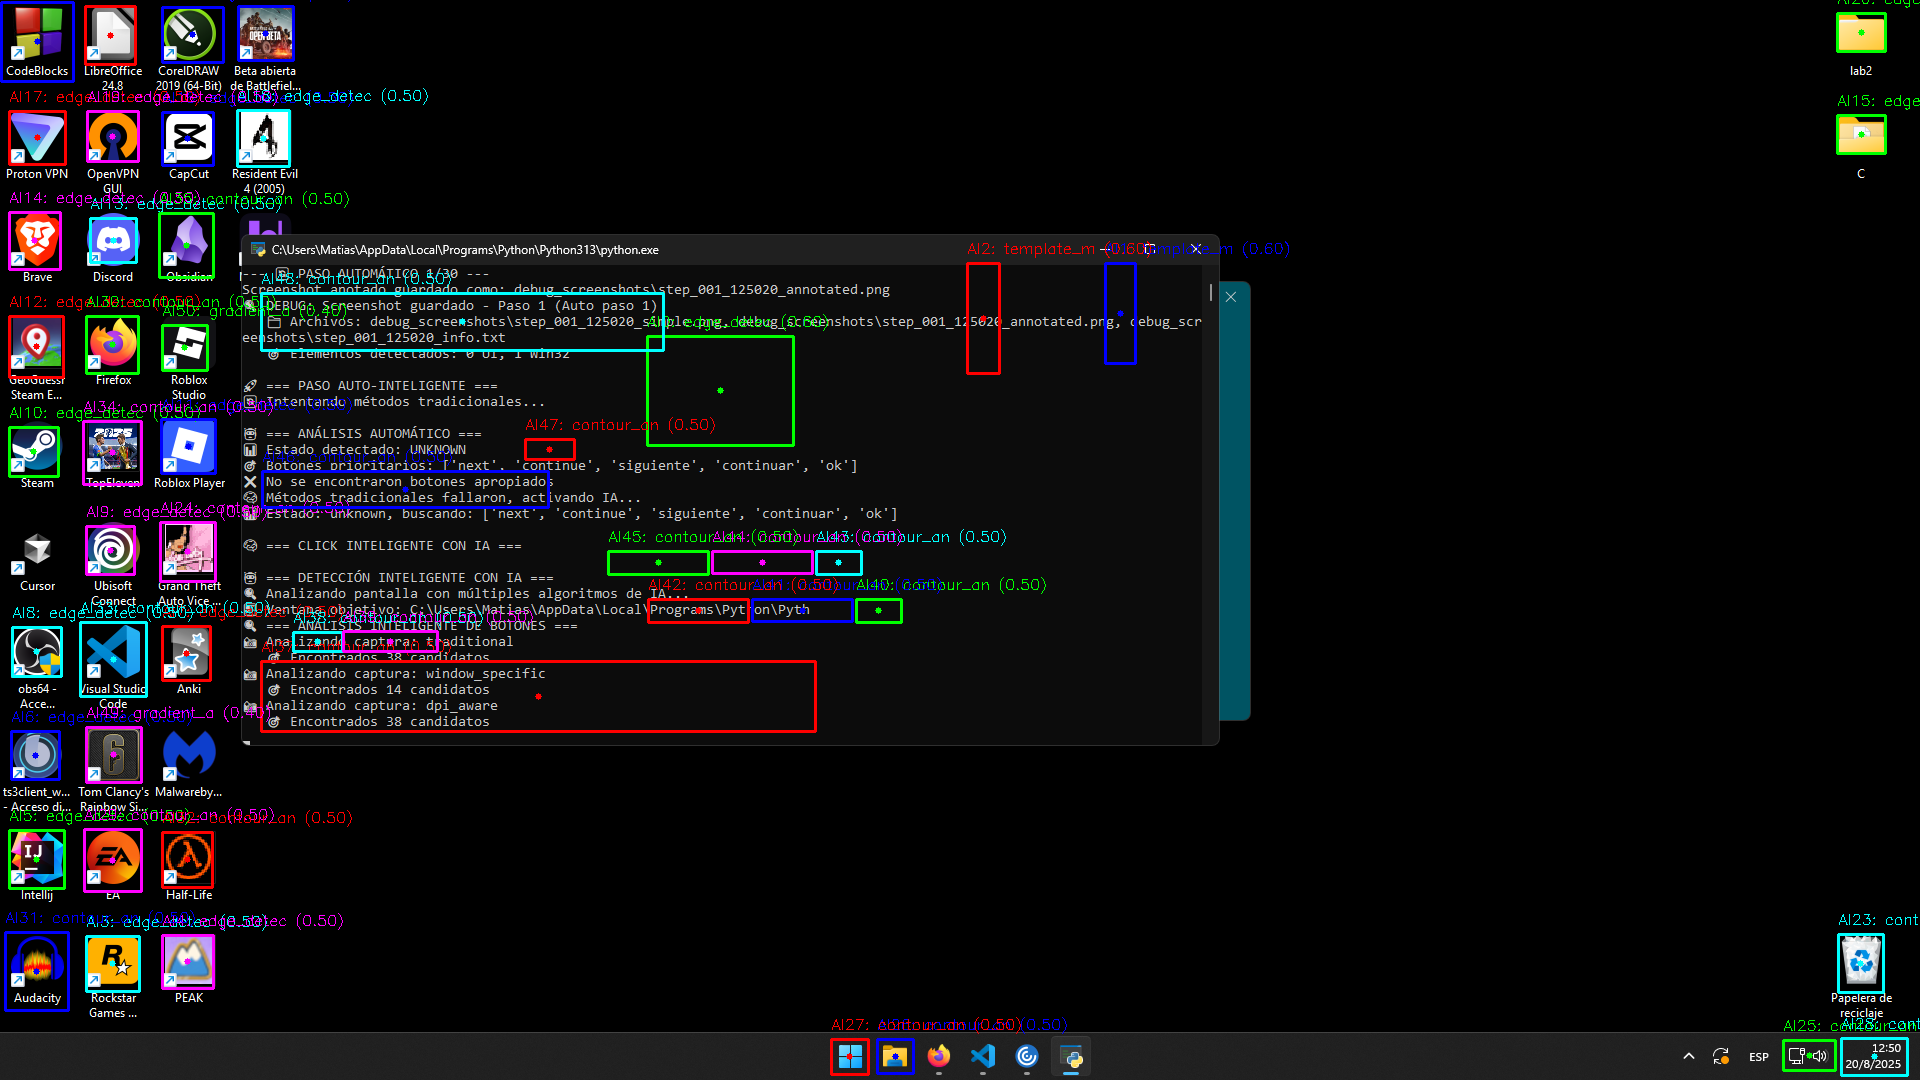 CodeBlocks
LibreOffice
24.8
CorelDRAW
2019 (64-Bit)
Beta abierta
de Battlefiel...
lab2
AI17: edge_detec (0.50)
AI18: edge_detec (0.50)
AI15: edge
Proton VPN
OpenVPN
GUI
CapCut
Resident Evil
4 (2005)
C
AI14: edge_detec (0.50)
AI13: edge_detec (0.50)
contour_an (0.50)
Brave
Discord
Obsidian
C:\Users\Matias\AppData\Local\Programs\Python\Python313\python.exe
AI2: template_m (0.60)
--- PASO AUTOMÁTICO 1/30 ---
AI48: contour_an (0.50)
Screenshot anotado guardado como: debug_screenshots\step_001_125020_annotated.png
DEBUG: Screenshot guardado - Paso 1 (Auto paso 1)
Archivos: debug_screenshots\step_001_125020_simple.png, debug_screenshots\step_001_125020_annotated.png, debug_scr
eenshots\step_001_125020_info.txt
Elementos detectados: 0 UI, 1 Win32
=== PASO AUTO-INTELIGENTE ===
Intentando métodos tradicionales...
AI47: contour_an (0.50)
=== ANÁLISIS AUTOMÁTICO ===
Estado detectado: UNKNOWN
Botones prioritarios: ['next', 'continue', 'siguiente', 'continuar', 'ok']
No se encontraron botones apropiados
Métodos tradicionales fallaron, activando IA...
Estado: unknown, buscando: ['next', 'continue', 'siguiente', 'continuar', 'ok']
AI45: contour_an (0.50)
AI43: contour_an (0.50)
=== CLICK INTELIGENTE CON IA ===
=== DETECCIÓN INTELIGENTE CON IA ===
AI42: contour_an (0.50)
AI40: contour_an (0.50)
Analizando pantalla con múltiples algoritmos de IA...
Ventana objetivo: C:\Users\Matias\AppData\Local\Programs\Python\Pyth
=== ANÁLISIS INTELIGENTE DE BOTONES ===
Analizando captura: traditional
Encontrados 38 candidatos
Analizando captura: window_specific
Encontrados 14 candidatos
Analizando captura: dpi_aware
Encontrados 38 candidatos
AI12: edge_detec (0.50)
GeoGuessr
Steam E...
Firefox
Roblox
Studio
AI10: edge_detec (0.50)
AI34: contour_an (0.50)
Steam
TopEleven
Roblox Player
AI9: edge_detec (0.50)
AI24: contour_an (0.50)
Cursor
Ubisoft
Connect
Grand Theft
Auto Vice...
AI8: edge_detec (0.50)
obs64 -
Acce...
Visual Studio
Code
Anki
AI6: edge_detec (0.50)
AI49: gradient_a (0.40)
ts3client_w...
- Acceso di...
Tom Clancy's
Rainbow Si...
Malwareby...
AI5: edge_detec (0.50)
contour_an (0.50)
Intellij
EA
Half-Life
AI31: contour_an (0.50)
AI3: edge_detec (0.50)
edge_detec (0.50)
AI23: cont
Audacity
Rockstar
Games ...
PEAK
Papelera de
reciclaje
AI27: contour_an (0.50)
AI25: contour_an
ESP
12:50
20/8/2025